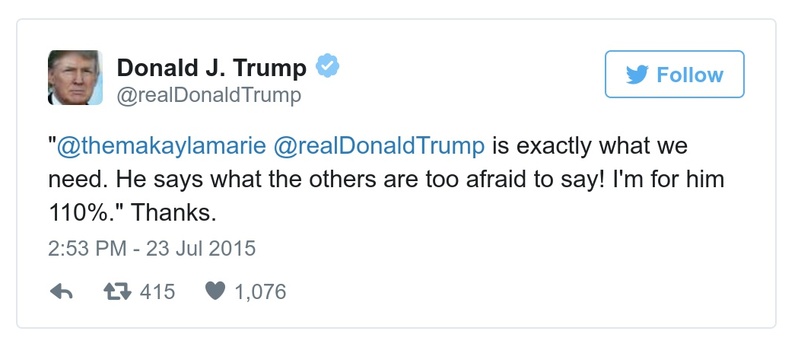 Donald J. Trump
@realDonaldTrump
Follow
"@themakaylamarie @realDonaldTrump is exactly what we
need. He says what the others are too afraid to say! I'm for him
110%." Thanks.
2:53 PM - 23 Jul 2015
415 1,076